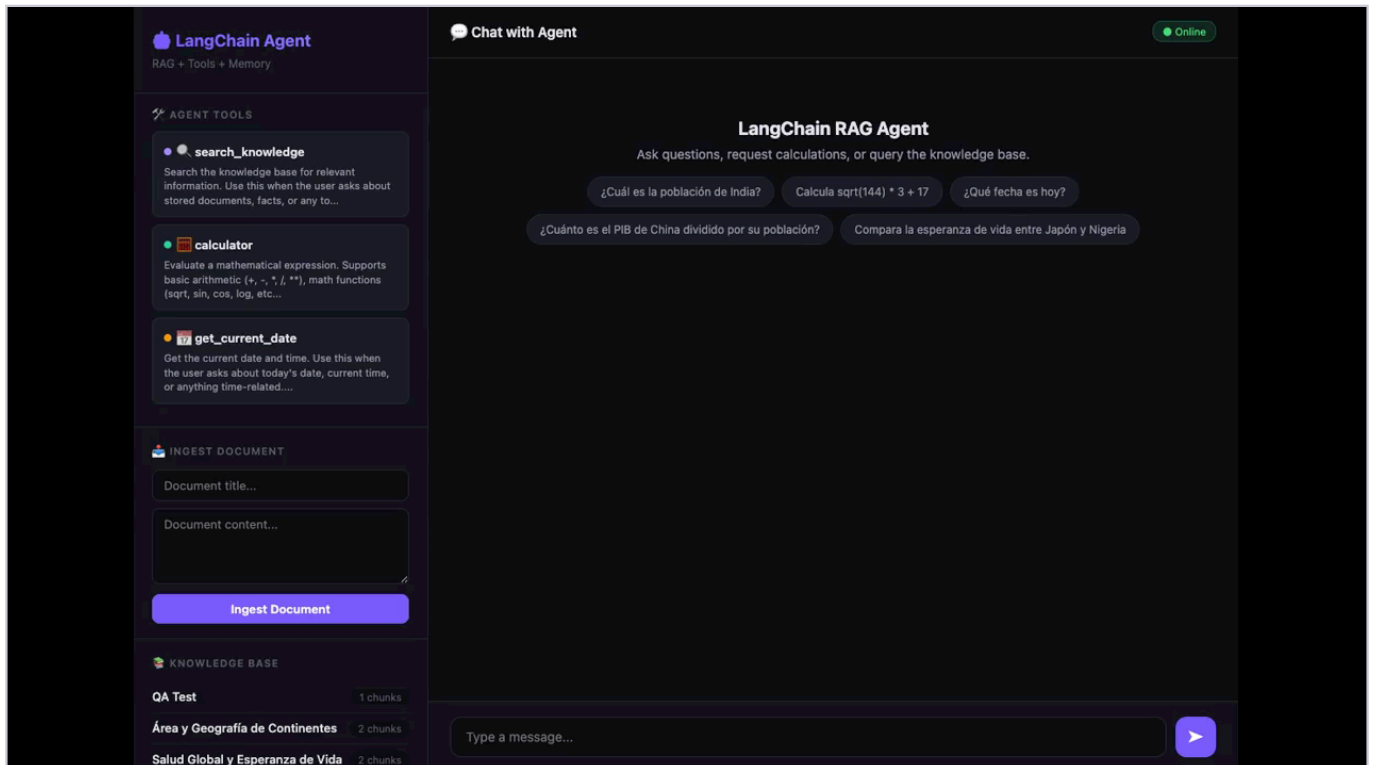 LangChain Agent
RAG + Tools + Memory
AGENT TOOLS
search_knowledge
Search the knowledge base for relevant
information. Use this when the user asks about
stored documents, facts, or any to...
calculator
Evaluate a mathematical expression. Supports
basic arithmetic (+, -, *, /, **), math functions
(sqrt, sin, cos, log, etc...
17
get_current_date
Get the current date and time. Use this when
the user asks about today's date, current time,
or anything time-related....
INGEST DOCUMENT
Document title...
Document content...
Ingest Document
KNOWLEDGE BASE
QA Test 1 chunks
Área y Geografía de Continentes 2 chunks
Salud Global y Esperanza de Vida 2 chunks
Chat with Agent
Online
LangChain RAG Agent
Ask questions, request calculations, or query the knowledge base.
¿Cuál es la población de India? Calcula sqrt(144) * 3 + 17 ¿Qué fecha es hoy?
¿Cuánto es el PIB de China dividido por su población? Compara la esperanza de vida entre Japón y Nigeria
Type a message...